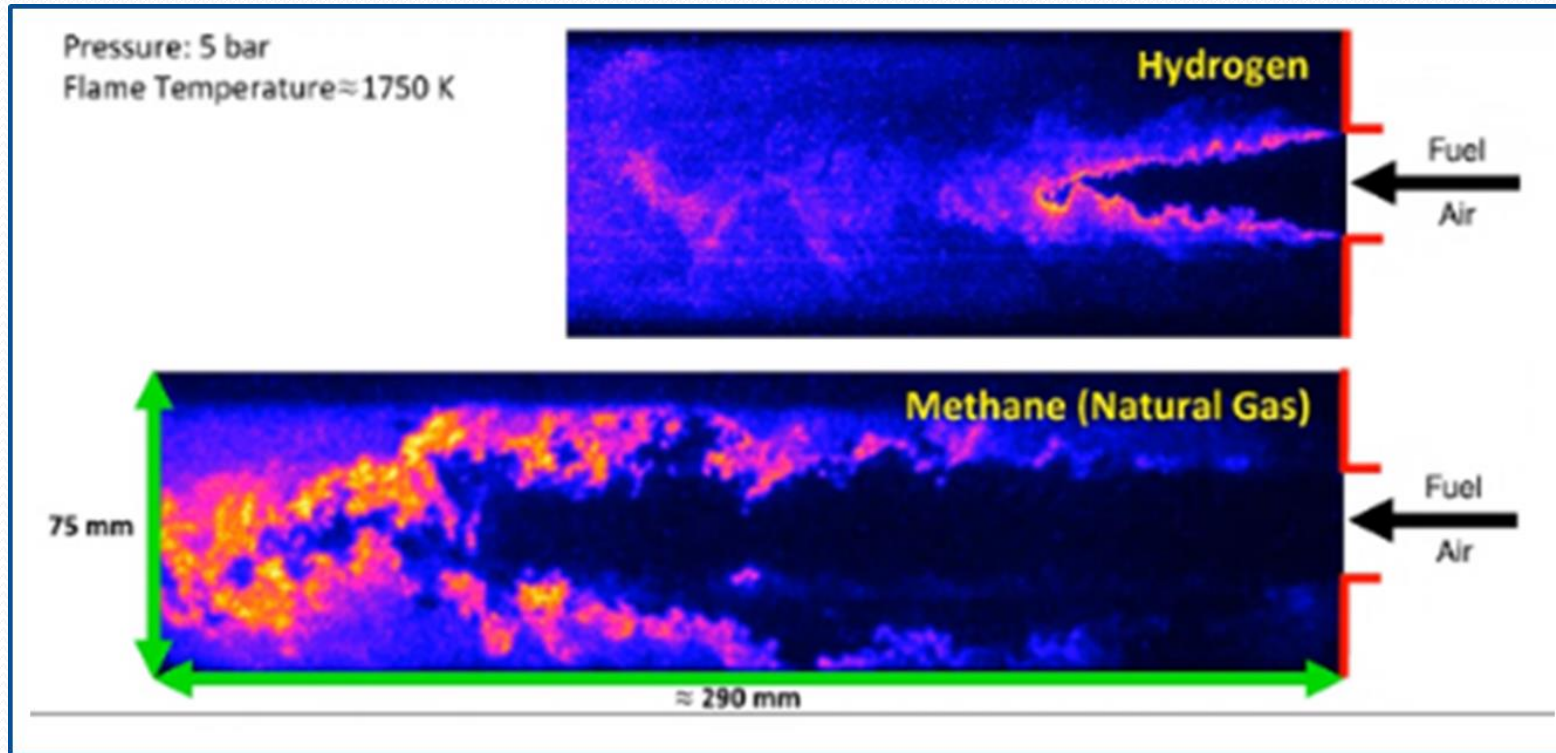 Pressure: 5 bar
Flame Temperature≈1750 K
Hydrogen
Fuel
Air
Methane (Natural Gas)
Fuel
Air
75 mm
≈ 290 mm